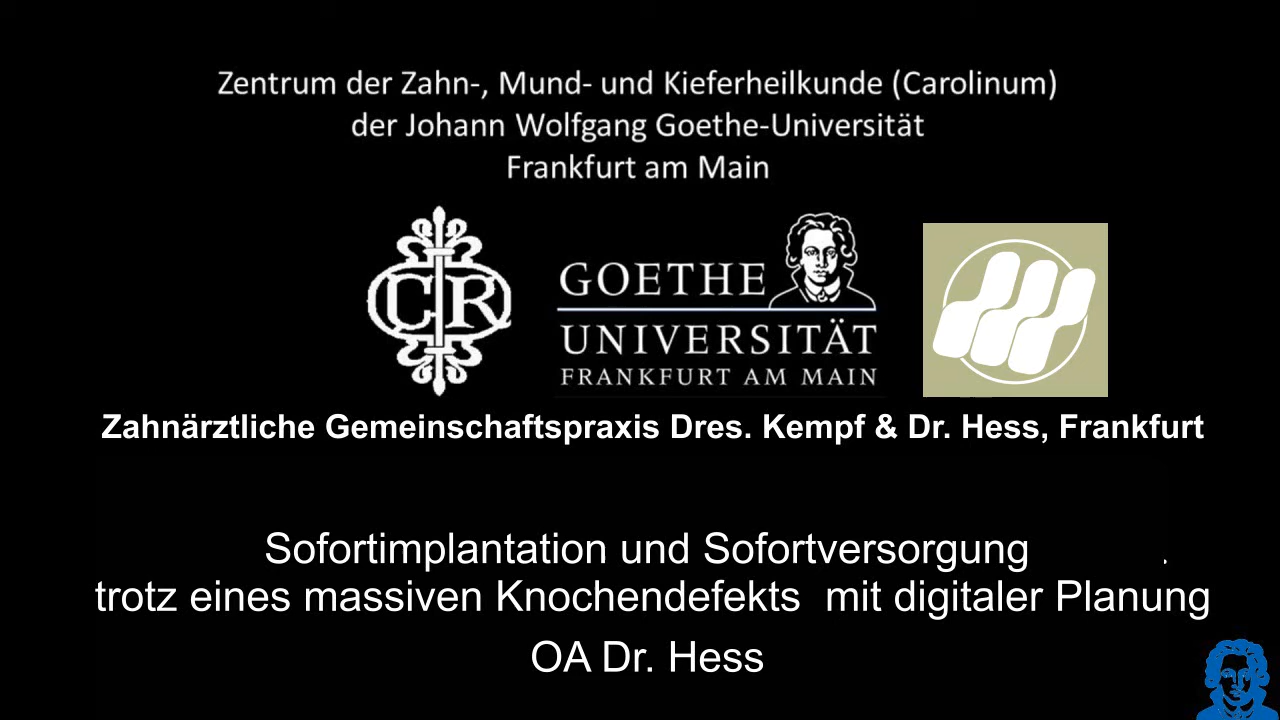 Zentrum der Zahn-, Mund- und Kieferheilkunde (Carolinum)
der Johann Wolfgang Goethe-Universität
Frankfurt am Main
CR
GOETHE
UNIVERSITÄT
FRANKFURT AM MAIN
Zahnärztliche Gemeinschaftspraxis Dres. Kempf & Dr. Hess, Frankfurt
Sofortimplantation und Sofortversorgung .
trotz eines massiven Knochendefekts  mit digitaler Planung
OA Dr. Hess